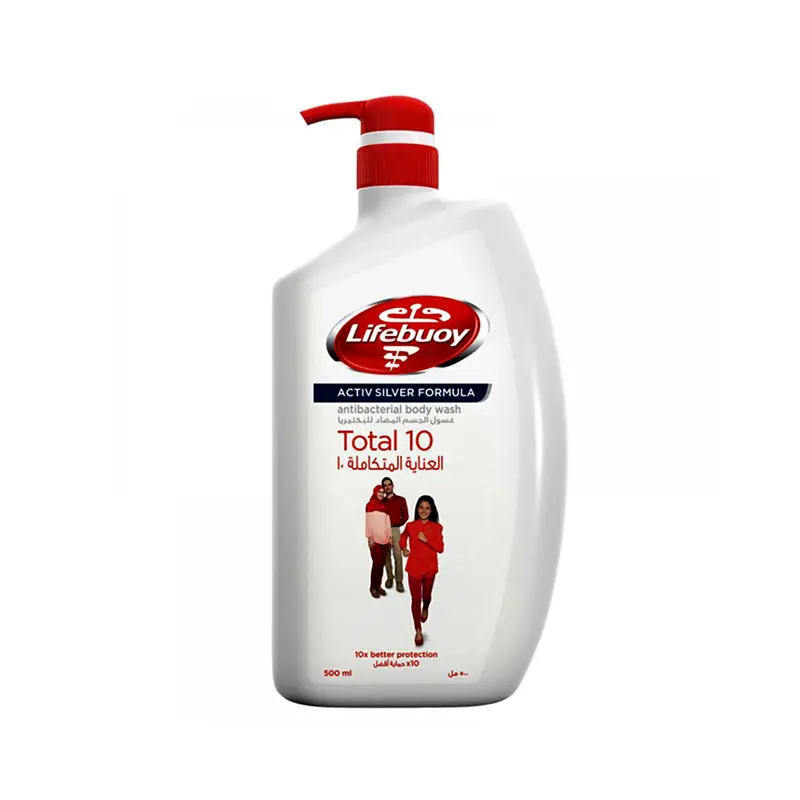 Lifebuoy
ACTIV SILVER FORMULA
antibacterial body wash
غسول الجسم المضاد للبكتيريا
Total 10
العناية المتكاملة ١٠
10x better protection
x10 حماية أفضل
500 ml
٥٠٠ مل